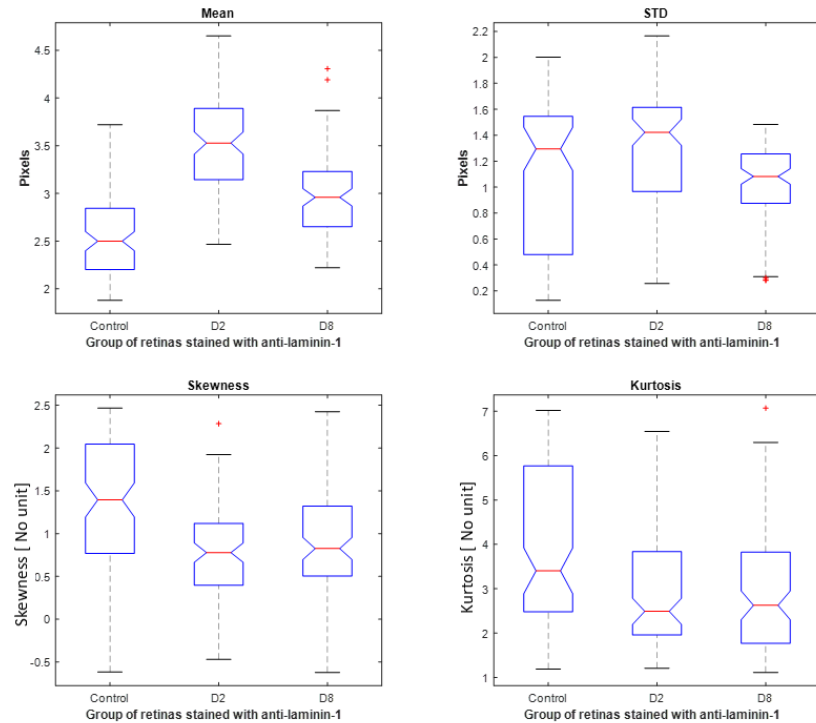 Mean
4.5
4
3.5
3
2.5
2
Pixels
Control D2 D8
Group of retinas stained with anti-laminin-1
STD
2.2
2
1.8
1.6
1.4
1.2
1
0.8
0.6
0.4
0.2
Pixels
Control D2 D8
Group of retinas stained with anti-laminin-1
Skewness
2.5
2
1.5
1
0.5
0
-0.5
Skewness [ No unit]
Control D2 D8
Group of retinas stained with anti-laminin-1
Kurtosis
7
6
5
4
3
2
1
Kurtosis [ No unit]
Control D2 D8
Group of retinas stained with anti-laminin-1